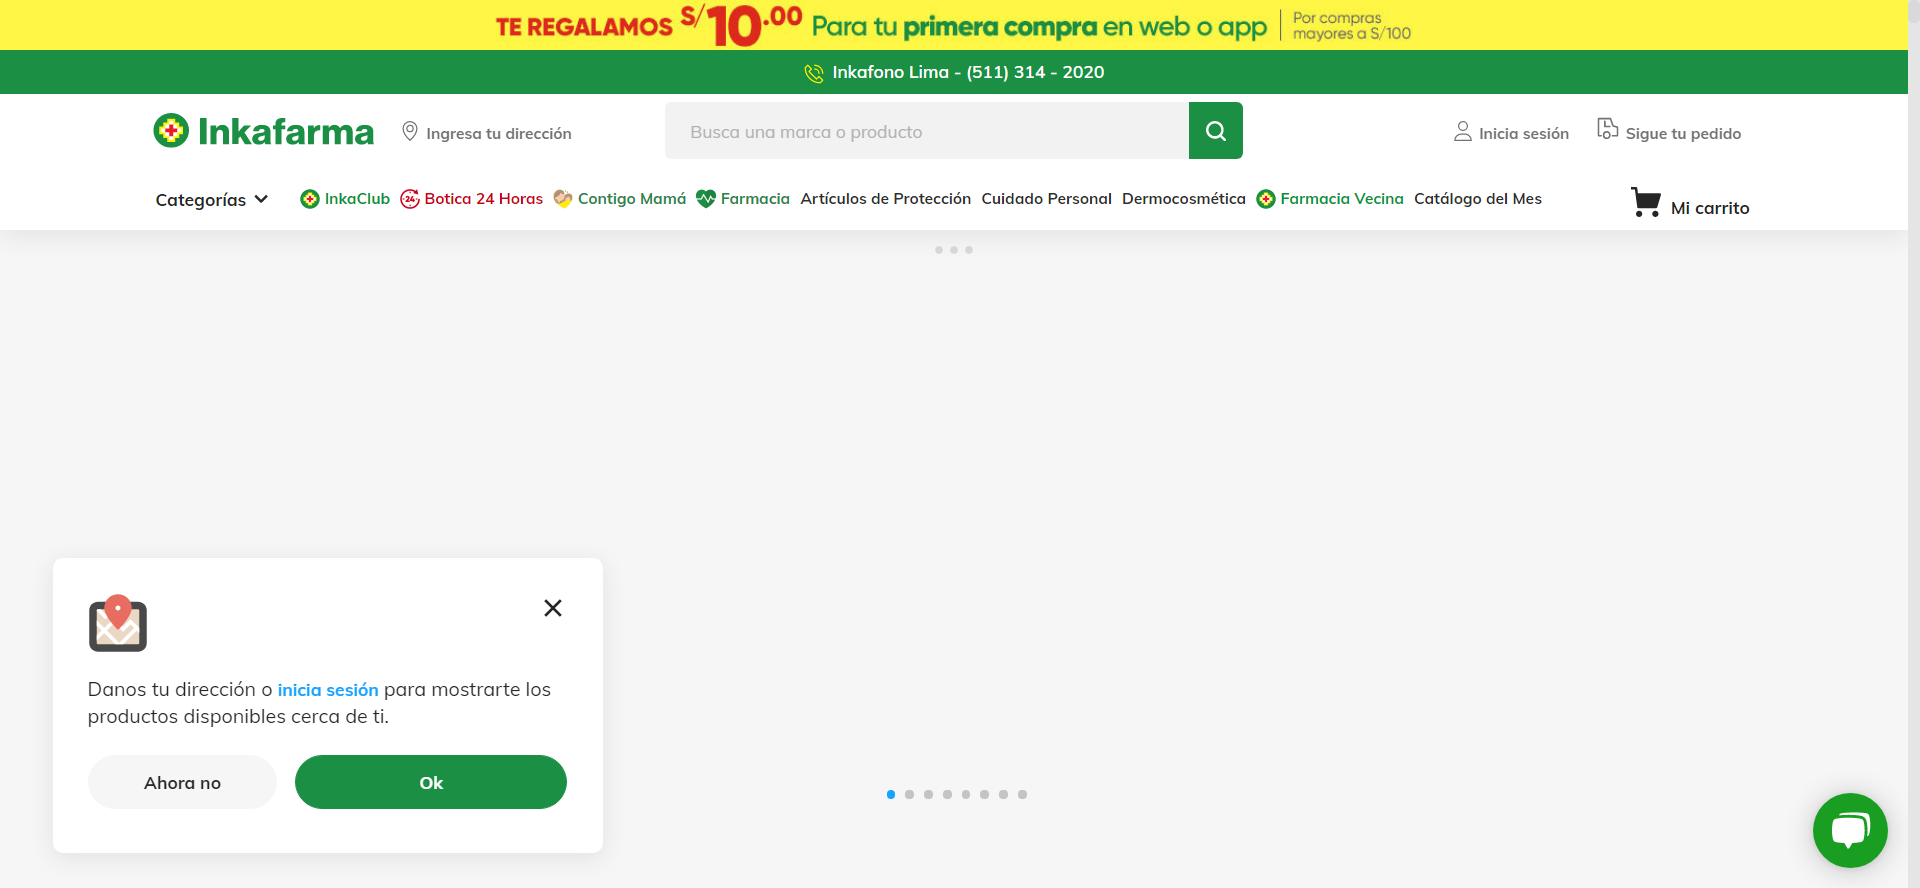 TE REGALAMOS S/10.00 Para tu primera compra en web o app Por compras mayores a S/100
Inkafono Lima - (511) 314 - 2020
Inkafarma
Ingresa tu dirección
Busca una marca o producto
Inicia sesión
Sigue tu pedido
Categorías
InkaClub
24
Botica 24 Horas
Contigo Mamá
Farmacia
Artículos de Protección
Cuidado Personal
Dermocosmética
Farmacia Vecina
Catálogo del Mes
Mi carrito
Danos tu dirección o inicia sesión para mostrarte los
productos disponibles cerca de ti.
Ahora no
Ok